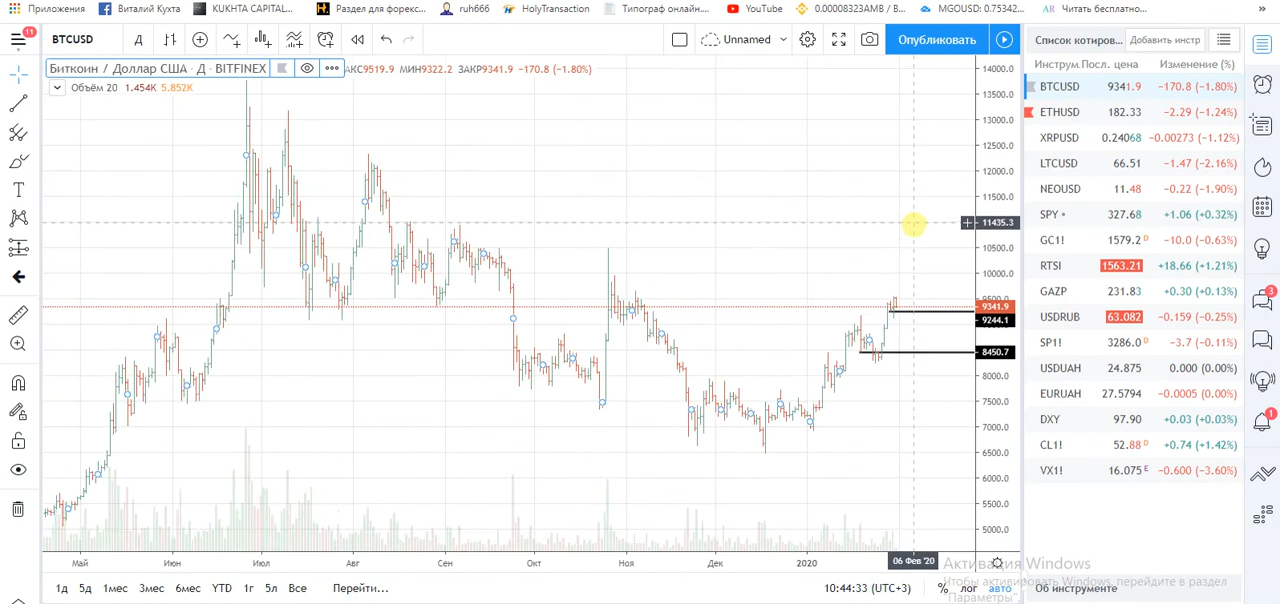 Приложения Виталий Кухта KUKHTA CAPITAL... Раздел для форекс... ruh666 HolyTransaction Типограф онлайн.... YouTube 0.00008323AMB / B... MGOUSD: 0.75342... Читать бесплатно... »
11 BTCUSD Д Unnamed Опубликовать Список котиров... Добавить инстр
Биткоин / Доллар США · Д · BITFINEX АКС9519.9 МИН9322.2 ЗАКР9341.9 −170.8 (−1.80%)
Объём 20 1.454K 5.852K
Инструм Посл. цена Изменение (%)
BTCUSD 9341.9 −170.8 (−1.80%)
ETHUSD 182.33 −2.29 (−1.24%)
XRPUSD 0.24068 −0.00273 (−1.12%)
LTCUSD 66.51 −1.47 (−2.16%)
NEOUSD 11.48 −0.22 (−1.90%)
SPY 327.68 +1.06 (+0.32%)
GC1! 1579.2 D −10.0 (−0.63%)
RTSI 1563.21 +18.66 (+1.21%)
GAZP 231.83 +0.30 (+0.13%)
USDRUB 63.082 −0.159 (−0.25%)
SP1! 3286.0 D −3.7 (−0.11%)
USDUAH 24.875 0.000 (0.00%)
EURUAH 27.5794 −0.0005 (0.00%)
DXY 97.90 +0.03 (+0.03%)
CL1! 52.88 D +0.74 (+1.42%)
VX1! 16.075 E −0.600 (−3.60%)
3
1
14000.0
13500.0
13000.0
12500.0
12000.0
11500.0
11435.3
10500.0
10000.0
9341.9
9244.1
8450.7
8000.0
7500.0
7000.0
6500.0
6000.0
5500.0
5000.0
Май Июн Июл Авг Сен Окт Ноя Дек 2020 06 Фев '20
1д 5д 1мес 3мес 6мес YTD 1г 5л Все Перейти... 10:44:33 (UTC+3) % лог авто
Об инструменте
Активация Windows
Чтобы активировать Windows, перейдите в раздел
"Параметры".